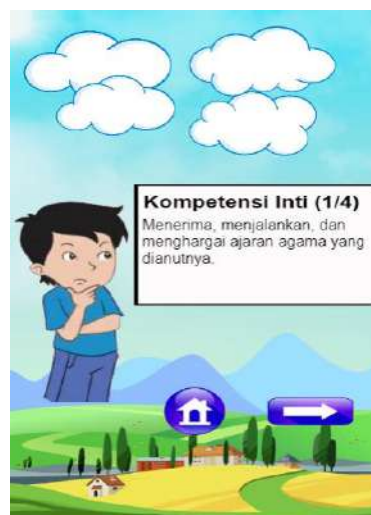 Kompetensi Inti (1/4)
Menerima, menjalankan, dan
menghargai ajaran agama yang
dianutnya.